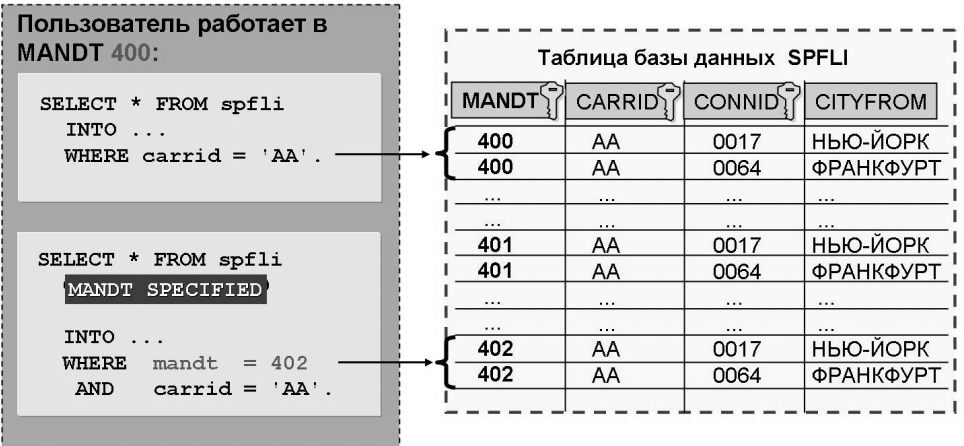 Пользователь работает в
MANDT 400:
SELECT * FROM spfli
INTO ...
WHERE carrid = 'AA'.
SELECT * FROM spfli
MANDT SPECIFIED
INTO ...
WHERE mandt = 402
AND carrid = 'AA'.
Таблица базы данных SPFLI
MANDT CARRID CONNID CITYFROM
400 AA 0017 НЬЮ-ЙОРК
400 AA 0064 ФРАНКФУРТ
... ... ... ...
... ... ... ...
401 AA 0017 НЬЮ-ЙОРК
401 AA 0064 ФРАНКФУРТ
... ... ... ...
... ... ... ...
402 AA 0017 НЬЮ-ЙОРК
402 AA 0064 ФРАНКФУРТ